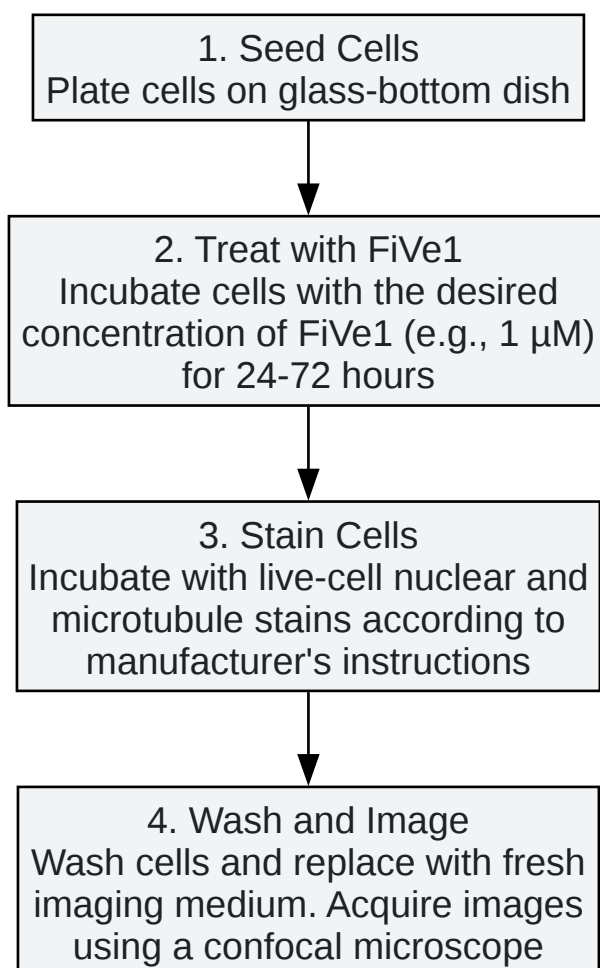 1. Seed Cells
Plate cells on glass-bottom dish
2. Treat with FiVe1
Incubate cells with the desired
concentration of FiVe1 (e.g., 1 µM)
for 24-72 hours
3. Stain Cells
Incubate with live-cell nuclear and
microtubule stains according to
manufacturer's instructions
4. Wash and Image
Wash cells and replace with fresh
imaging medium. Acquire images
using a confocal microscope